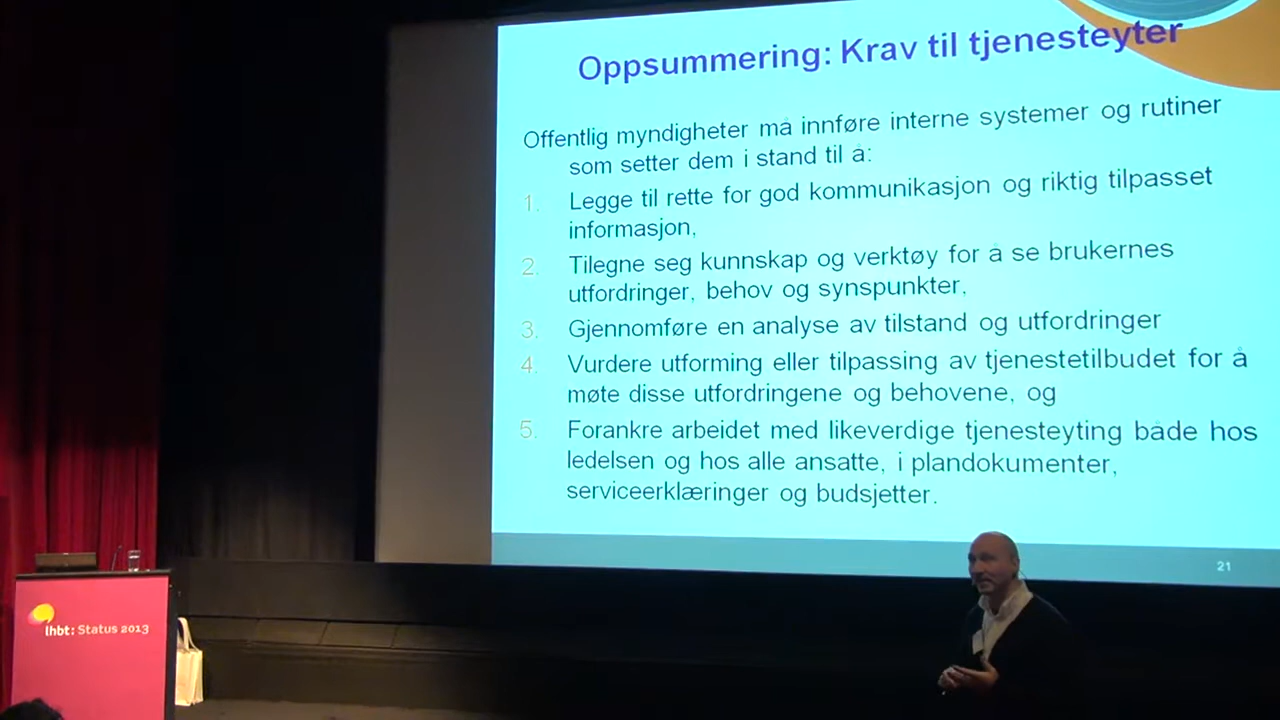 Oppsummering: Krav til tjenesteyter
Offentlig myndigheter må innføre interne systemer og rutiner
som setter dem i stand til å:
1. Legge til rette for god kommunikasjon og riktig tilpasset
informasjon,
2. Tilegne seg kunnskap og verktøy for å se brukernes
utfordringer, behov og synspunkter,
3. Gjennomføre en analyse av tilstand og utfordringer
4. Vurdere utforming eller tilpassing av tjenestetilbudet for å
møte disse utfordringene og behovene, og
5. Forankre arbeidet med likeverdige tjenesteyting både hos
ledelsen og hos alle ansatte, i plandokumenter,
serviceerklæringer og budsjetter.
21
lhbt: Status 2013